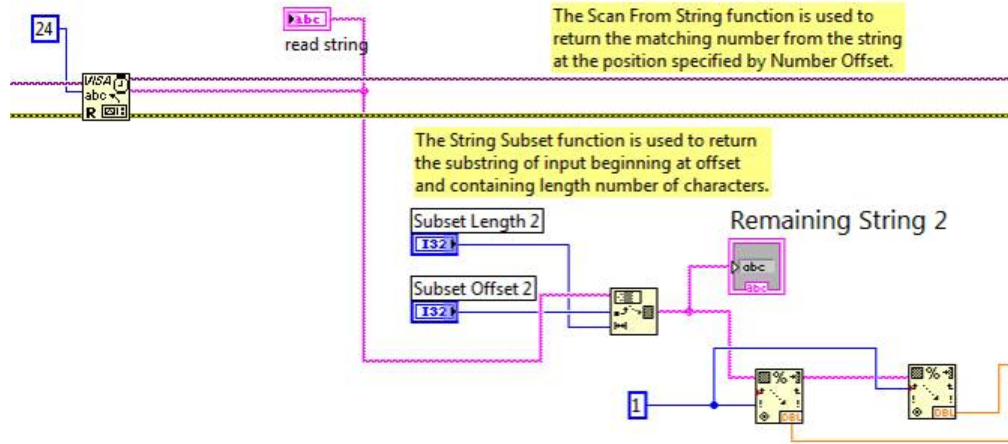 24
abc
read string
The Scan From String function is used to
return the matching number from the string
at the position specified by Number Offset.
VISA
abc
R
The String Subset function is used to return
the substring of input beginning at offset
and containing length number of characters.
Subset Length 2
I32
Remaining String 2
abc
abc
Subset Offset 2
I32
%
%
1
DBL
DBL